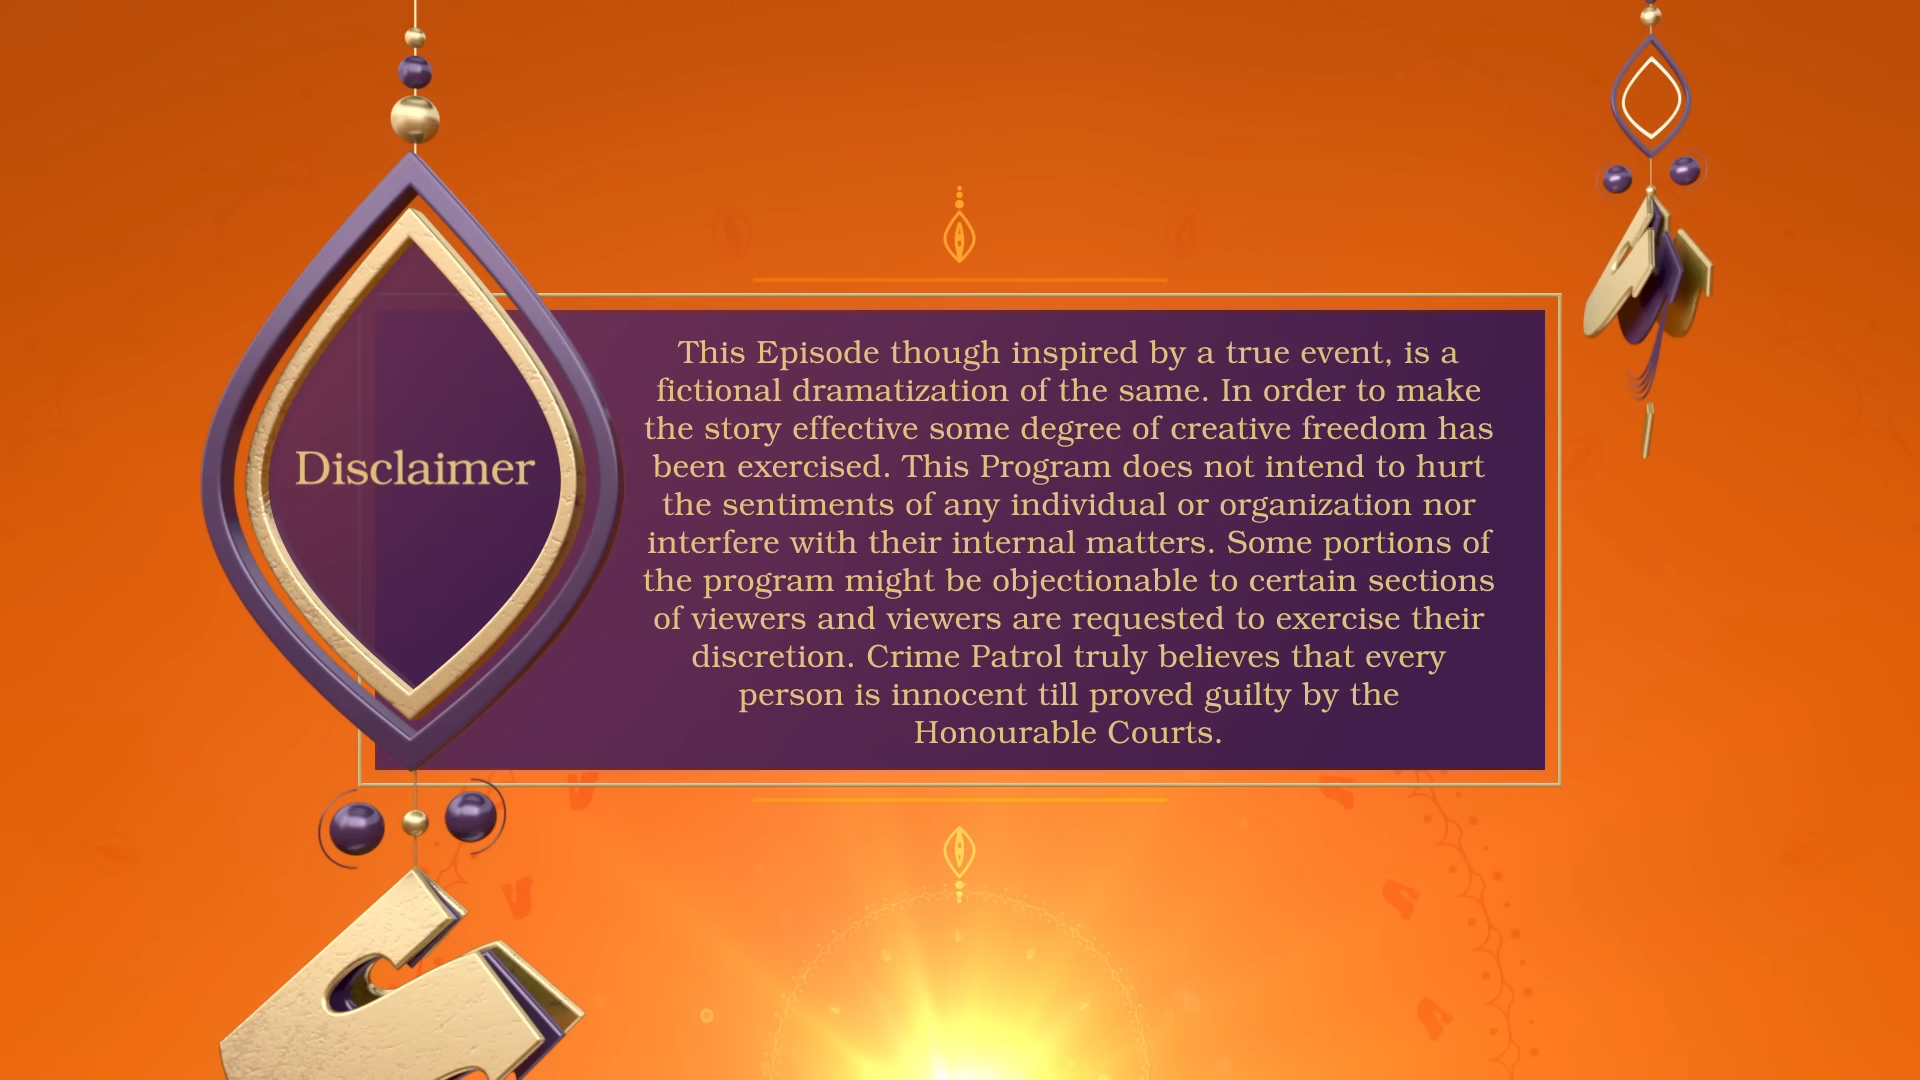 Disclaimer
This Episode though inspired by a true event, is a
fictional dramatization of the same. In order to make
the story effective some degree of creative freedom has
been exercised. This Program does not intend to hurt
the sentiments of any individual or organization nor
interfere with their internal matters. Some portions of
the program might be objectionable to certain sections
of viewers and viewers are requested to exercise their
discretion. Crime Patrol truly believes that every
person is innocent till proved guilty by the
Honourable Courts.